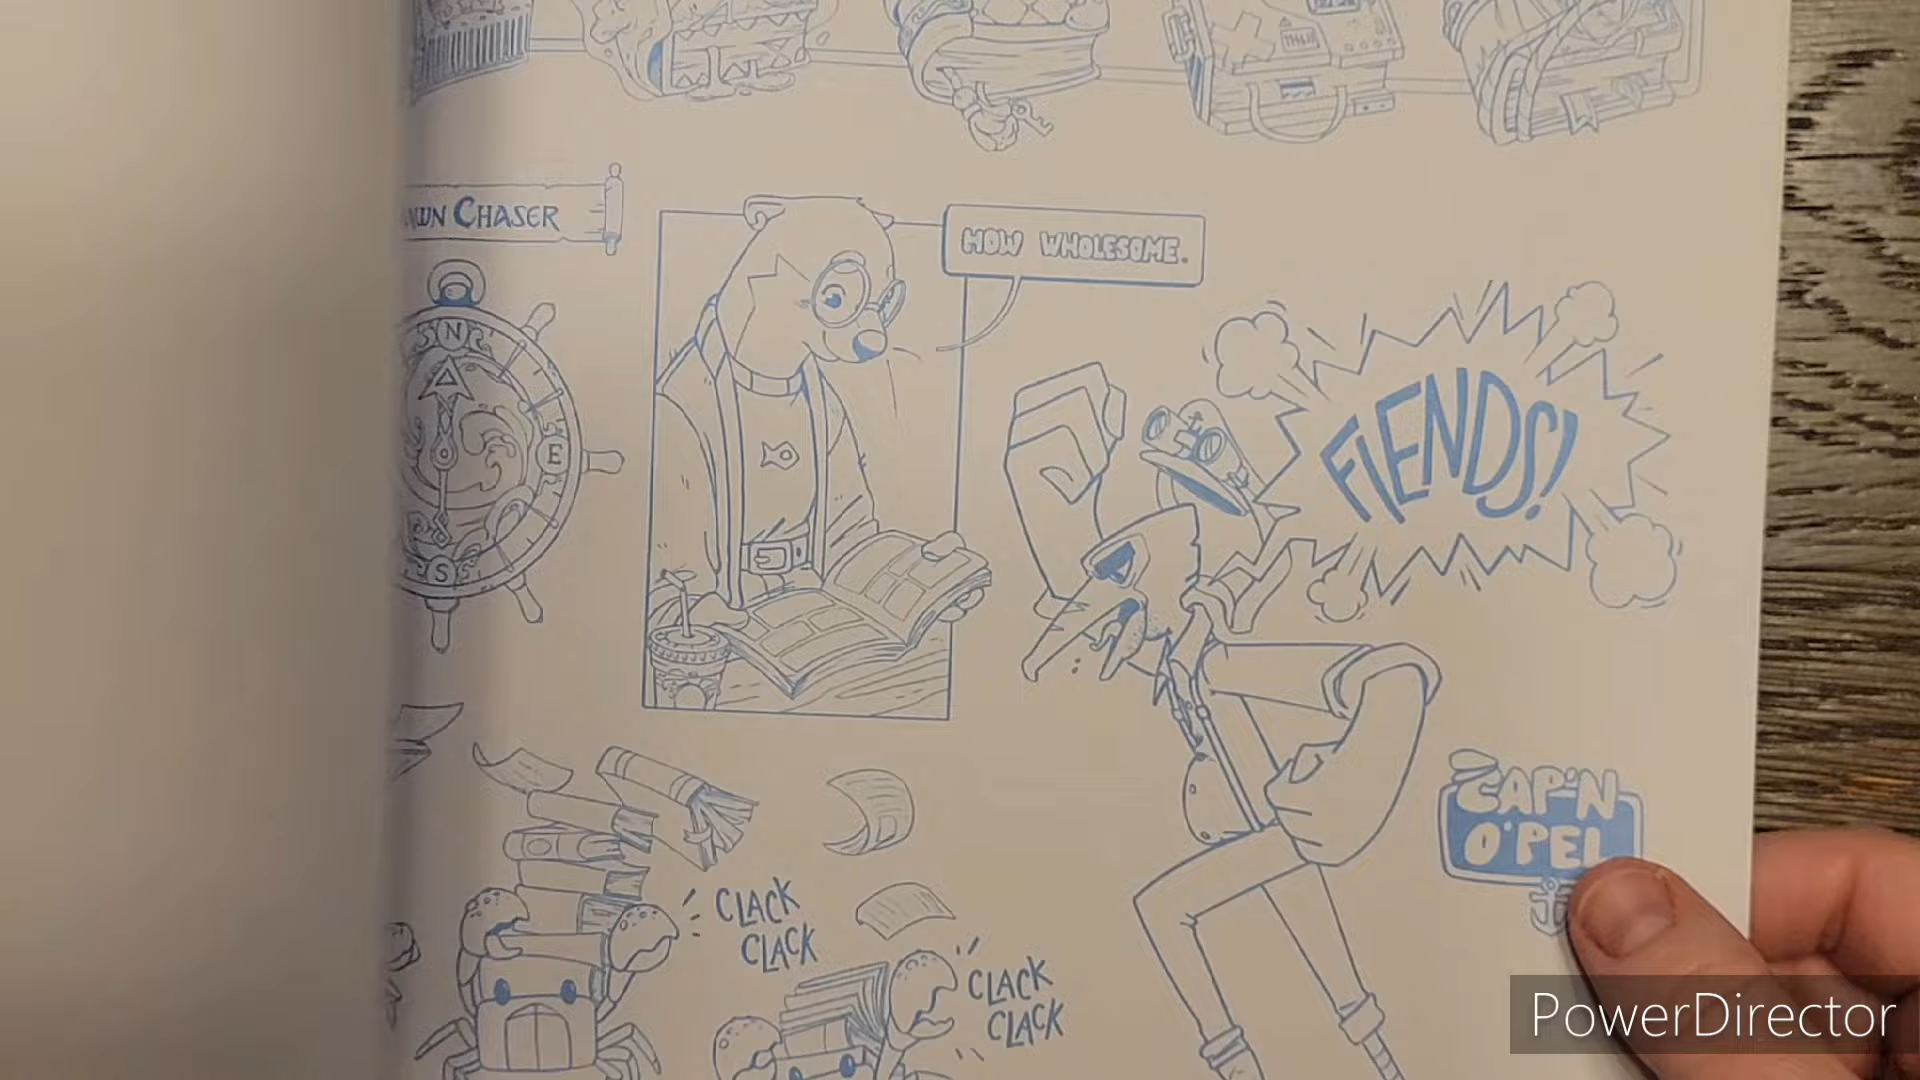 CHASER
HOW WHOLESOME.
N
E
S
FIENDS!
CAP'N
O'PEL
CLACK
CLACK
CLACK
CLACK
PowerDirector